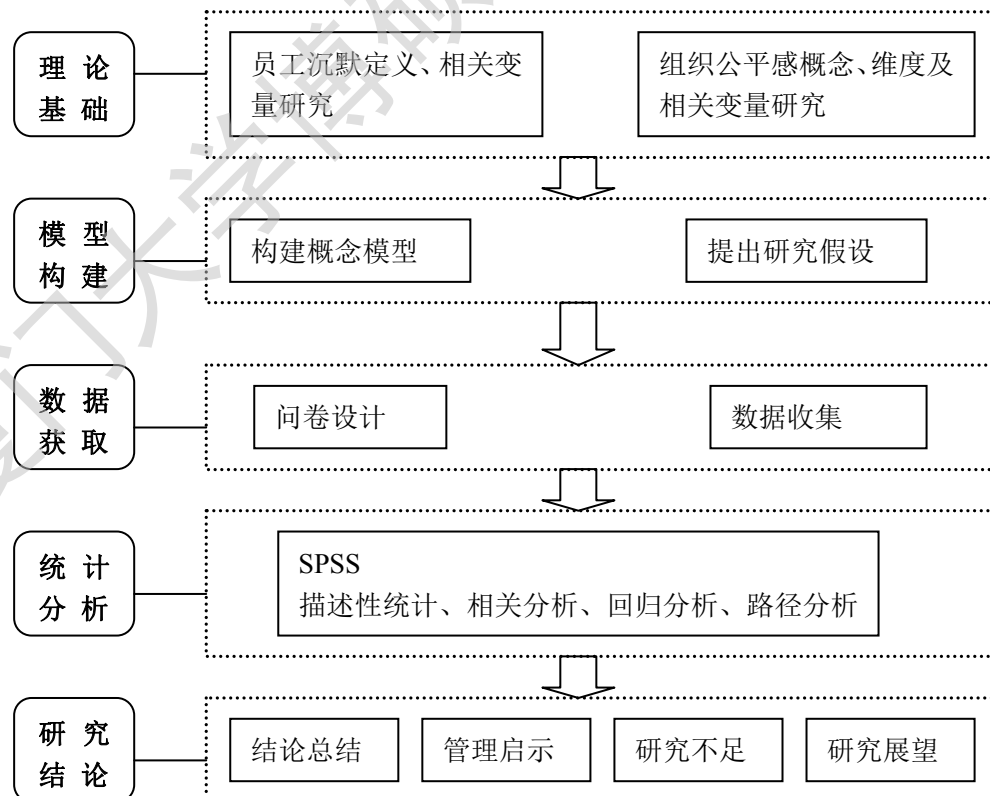 理 论
基 础
员工沉默定义、相关变
量研究
组织公平感概念、维度及
相关变量研究
模 型
构 建
构建概念模型
提出研究假设
数 据
获 取
问卷设计
数据收集
统 计
分 析
SPSS
描述性统计、相关分析、回归分析、路径分析
研 究
结 论
结论总结
管理启示
研究不足
研究展望
门大学博